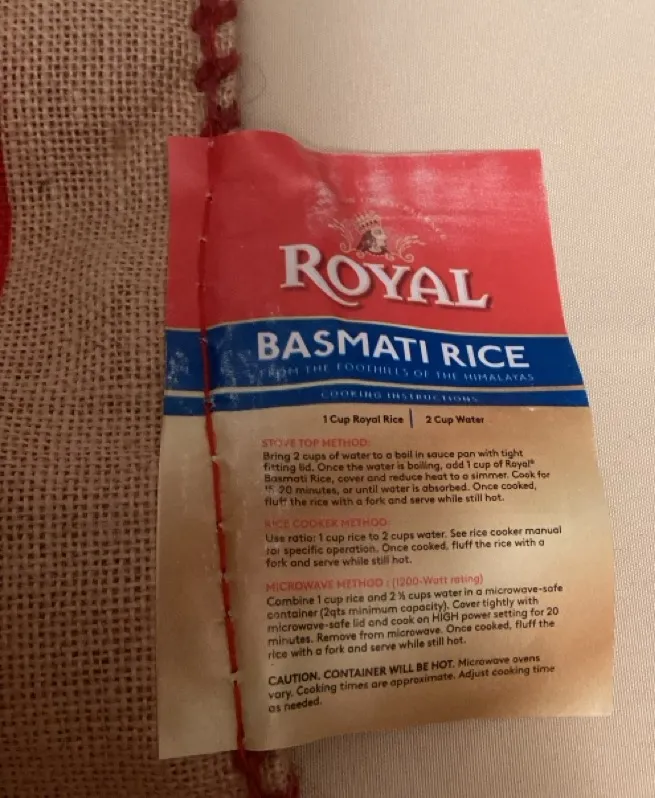 ROYAL
BASMATI RICE
FROM THE FOOTHILLS OF THE HIMALAYAS
COOKING INSTRUCTIONS
1 Cup Royal Rice | 2 Cup Water
STOVE TOP METHOD:
Bring 2 cups of water to a boil in sauce pan with tight
fitting lid. Once the water is boiling, add 1 cup of Royal®
Basmati Rice, cover and reduce heat to a simmer. Cook for
15-20 minutes, or until water is absorbed. Once cooked,
fluff the rice with a fork and serve while still hot.
RICE COOKER METHOD:
Use ratio: 1 cup rice to 2 cups water. See rice cooker manual
for specific operation. Once cooked, fluff the rice with a
fork and serve while still hot.
MICROWAVE METHOD : (1200-Watt rating)
Combine 1 cup rice and 2 ½ cups water in a microwave-safe
container (2qts minimum capacity). Cover tightly with
microwave-safe lid and cook on HIGH power setting for 20
minutes. Remove from microwave. Once cooked, fluff the
rice with a fork and serve while still hot.
CAUTION. CONTAINER WILL BE HOT. Microwave ovens
vary. Cooking times are approximate. Adjust cooking time
as needed.